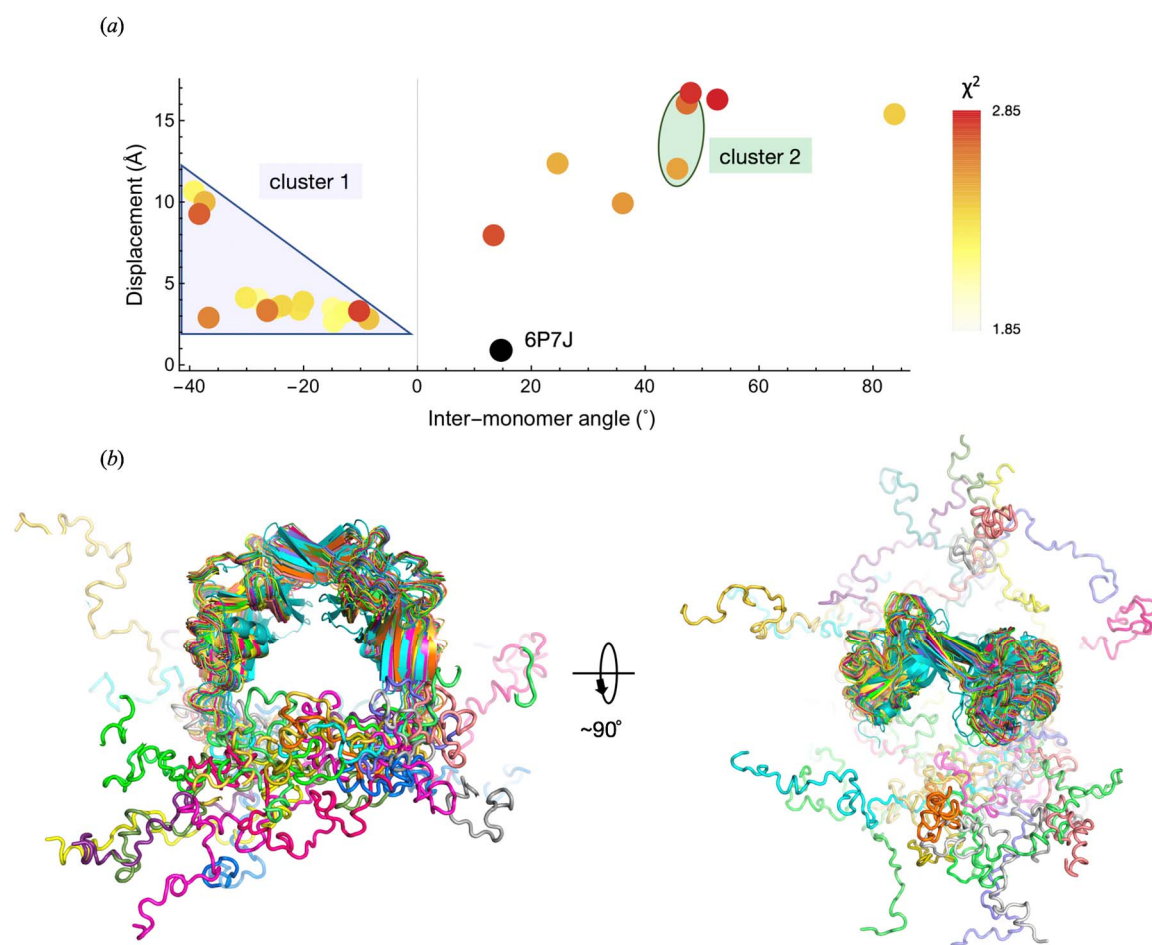 (a)
χ²
2.85
1.85
Displacement (Å)
15
10
5
0
cluster 1
cluster 2
6P7J
−40
−20
0
20
40
60
80
Inter−monomer angle (°)
(b)
~90°